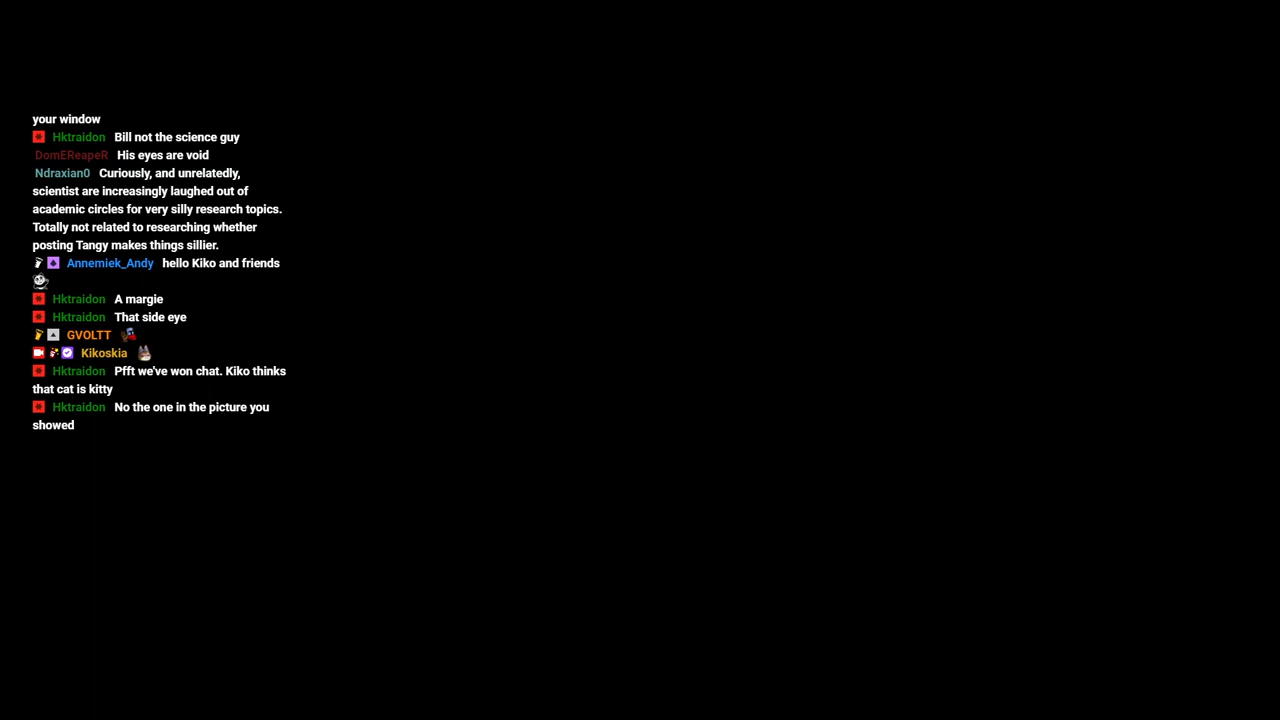 your window
Hktraidon Bill not the science guy
DomEReapeR His eyes are void
Ndraxian0 Curiously, and unrelatedly,
scientist are increasingly laughed out of
academic circles for very silly research topics.
Totally not related to researching whether
posting Tangy makes things sillier.
Annemiek_Andy hello Kiko and friends
Hktraidon A margie
Hktraidon That side eye
GVOLTT
Kikoskia
Hktraidon Pfft we've won chat. Kiko thinks
that cat is kitty
Hktraidon No the one in the picture you
showed